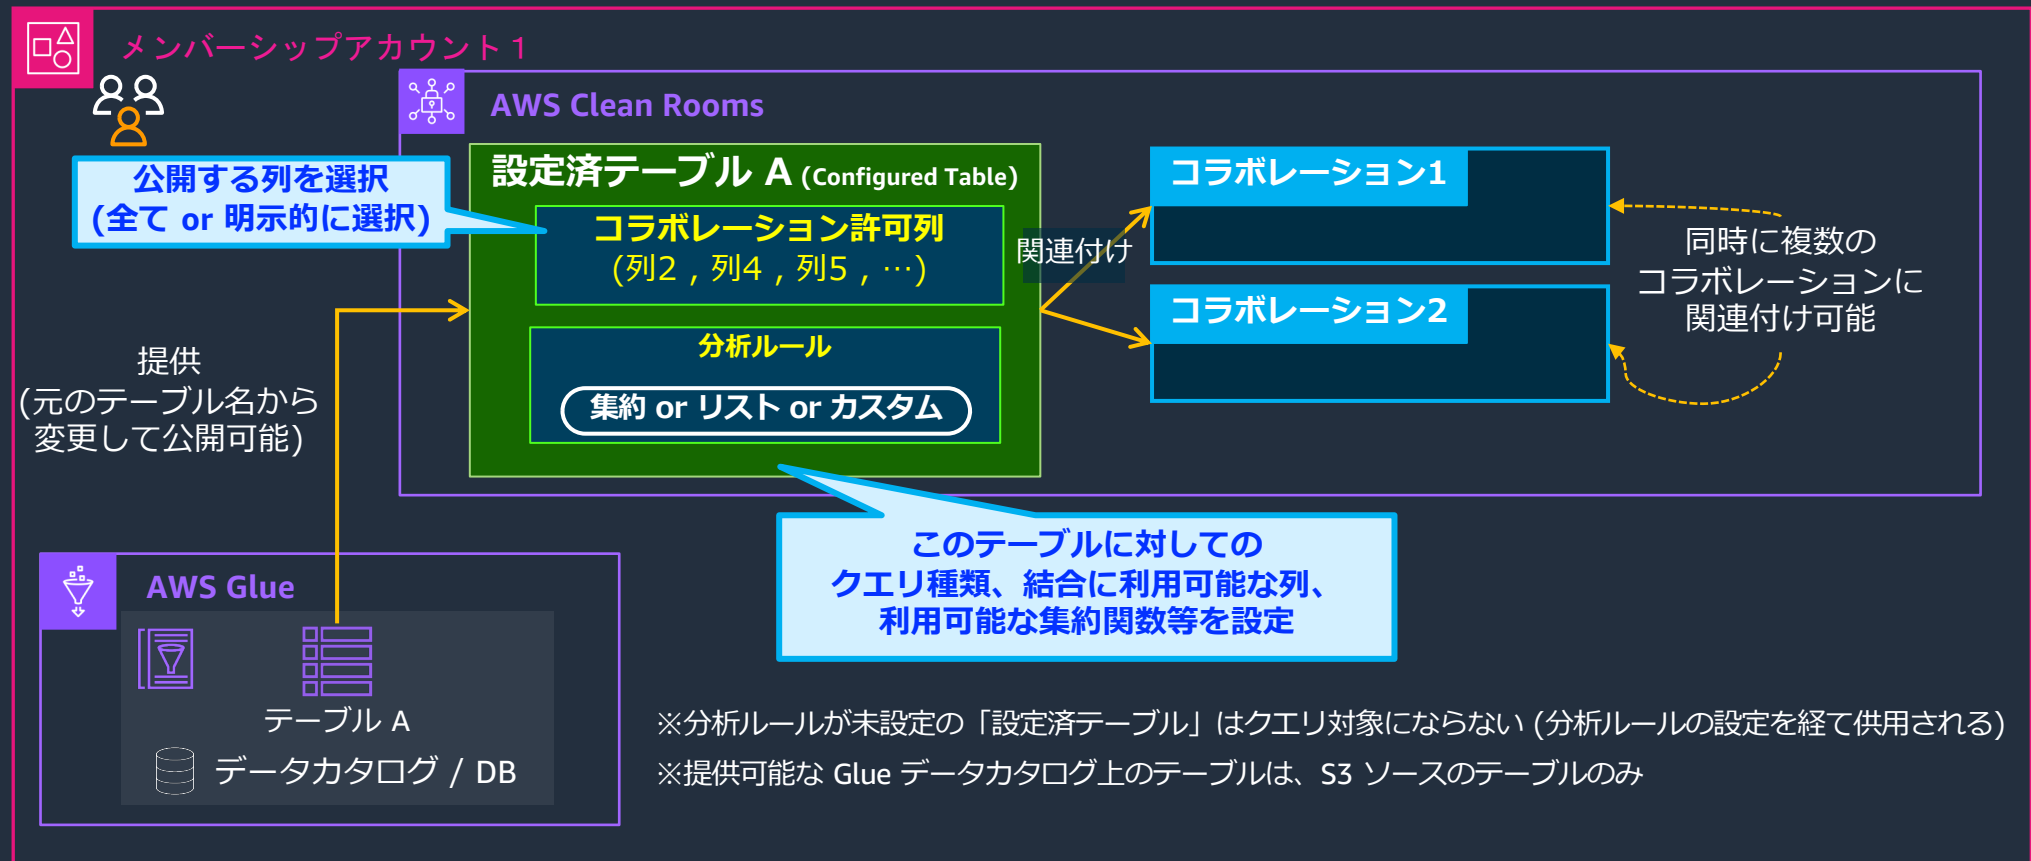 メンバーシップアカウント1
AWS Clean Rooms
公開する列を選択
(全て or 明示的に選択)
設定済テーブル A (Configured Table)
コラボレーション許可列
(列2 , 列4 , 列5 , …)
分析ルール
集約 or リスト or カスタム
関連付け
コラボレーション1
コラボレーション2
同時に複数の
コラボレーションに
関連付け可能
提供
(元のテーブル名から
変更して公開可能)
このテーブルに対しての
クエリ種類、結合に利用可能な列、
利用可能な集約関数等を設定
AWS Glue
テーブル A
データカタログ / DB
※分析ルールが未設定の「設定済テーブル」はクエリ対象にならない (分析ルールの設定を経て供用される)
※提供可能な Glue データカタログ上のテーブルは、S3 ソースのテーブルのみ